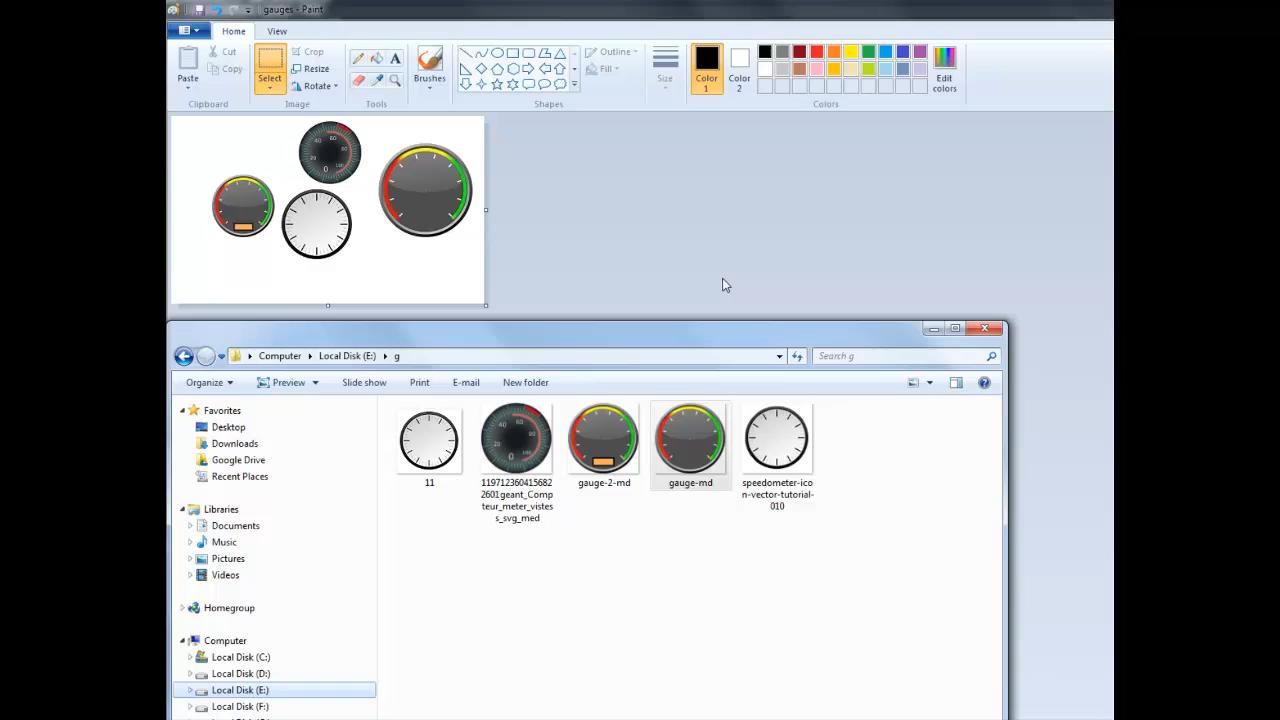 gauges - Paint
Home View
Cut
Crop
Outline
Copy
Resize
Fill
Paste
Select
Rotate
Brushes
Size
Color
1
Color
2
Edit
colors
Clipboard
Image
Tools
Shapes
Colors
Computer Local Disk (E:) g
Search g
Organize Preview Slide show Print E-mail New folder
Favorites
Desktop
Downloads
Google Drive
Recent Places
Libraries
Documents
Music
Pictures
Videos
Homegroup
Computer
Local Disk (C:)
Local Disk (D:)
Local Disk (E:)
Local Disk (F:)
11
119712360415682
2601geant_Comp
uteur_meter_vistes
s_svg_med
gauge-2-md
gauge-md
speedometer-ico
n-vector-tutorial-
010